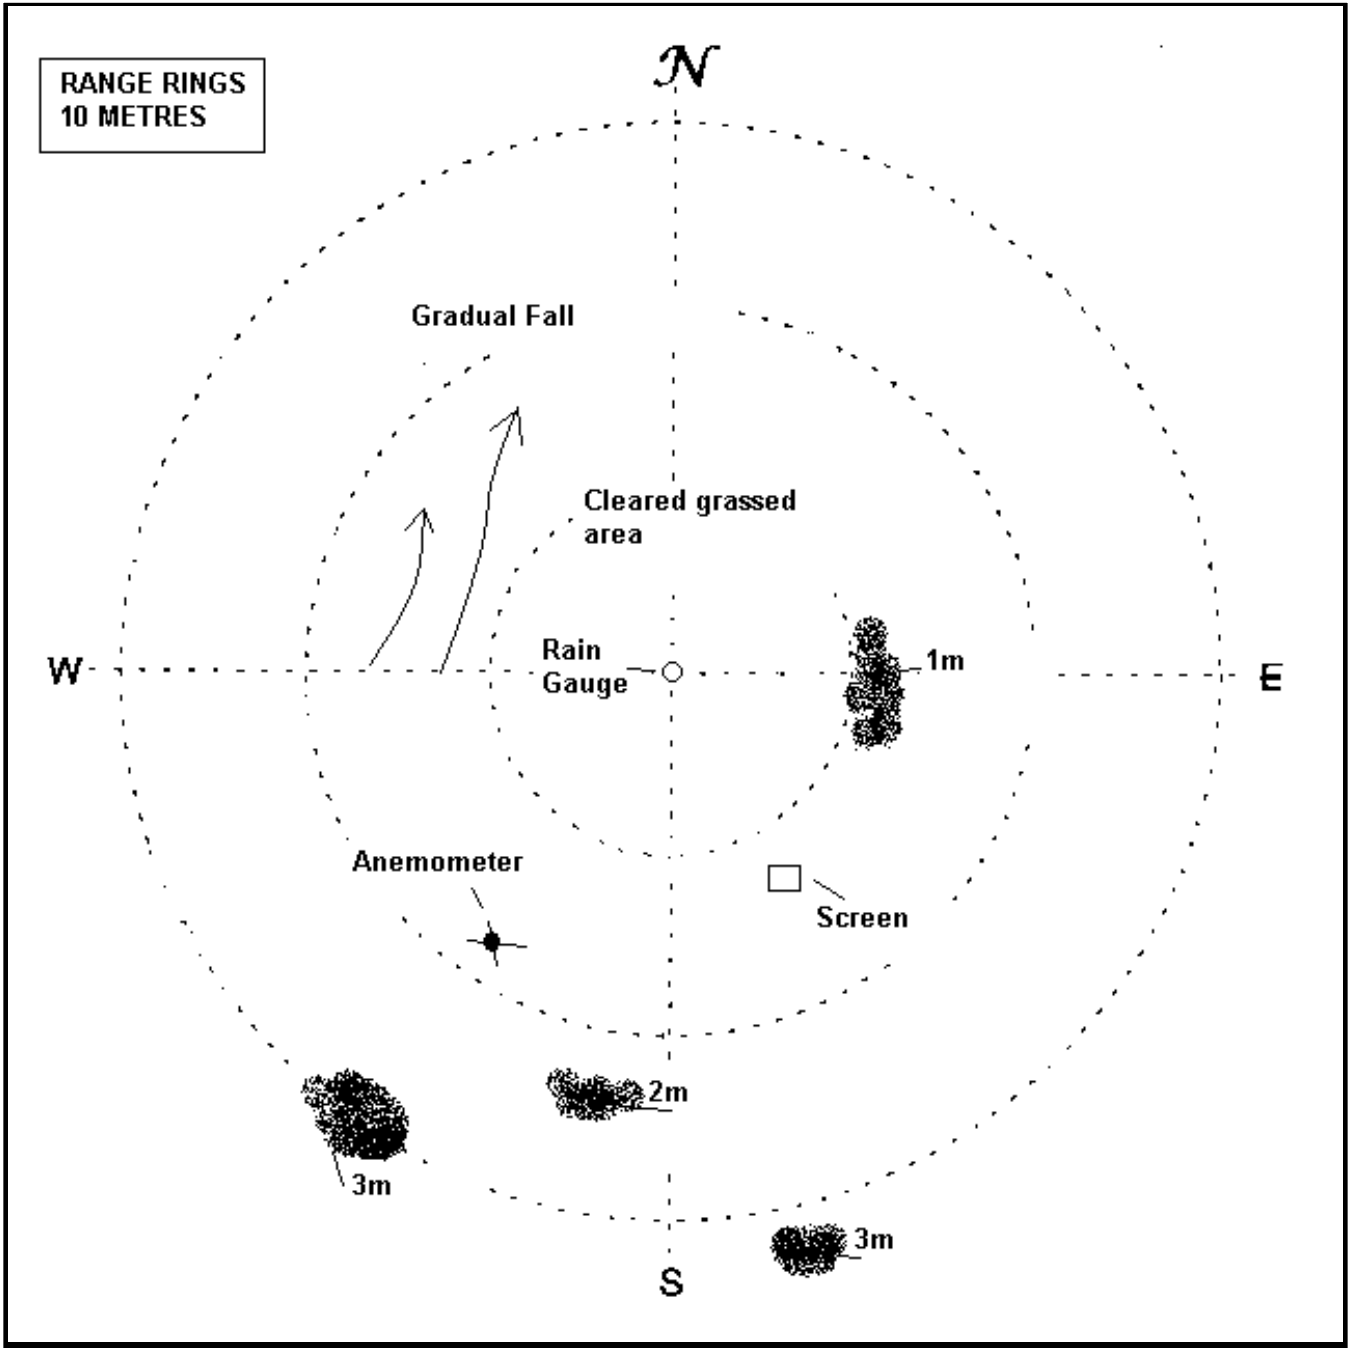 RANGE RINGS
10 METRES
N
Gradual Fall
Cleared grassed
area
Rain
Gauge
W
1m
E
Anemometer
Screen
2m
3m
3m
S